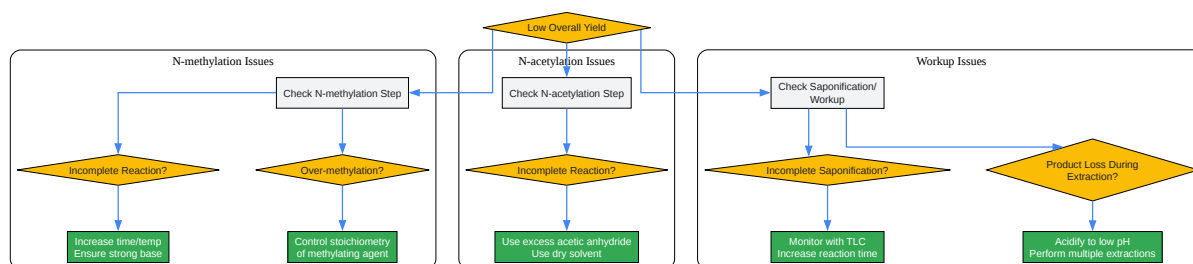 Low Overall Yield
N-methylation Issues
N-acetylation Issues
Workup Issues
Check N-methylation Step
Check N-acetylation Step
Check Saponification/
Workup
Incomplete Reaction?
Over-methylation?
Incomplete Reaction?
Incomplete Saponification?
Product Loss During
Extraction?
Increase time/temp
Ensure strong base
Control stoichiometry
of methylating agent
Use excess acetic anhydride
Use dry solvent
Monitor with TLC
Increase reaction time
Acidify to low pH
Perform multiple extractions